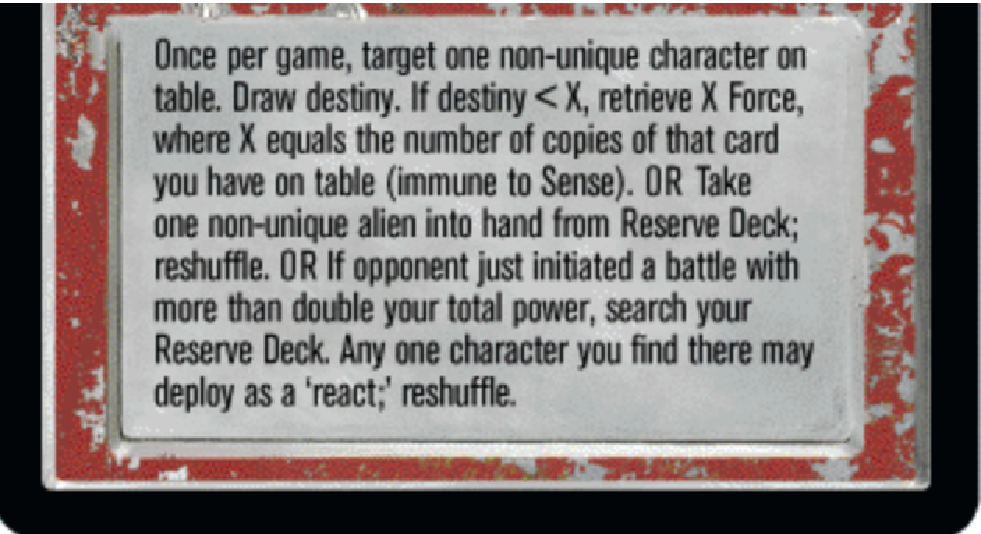 Once per game, target one non-unique character on
table. Draw destiny. If destiny < X, retrieve X Force,
where X equals the number of copies of that card
you have on table (immune to Sense). OR Take
one non-unique alien into hand from Reserve Deck;
reshuffle. OR If opponent just initiated a battle with
more than double your total power, search your
Reserve Deck. Any one character you find there may
deploy as a ‘react;’ reshuffle.